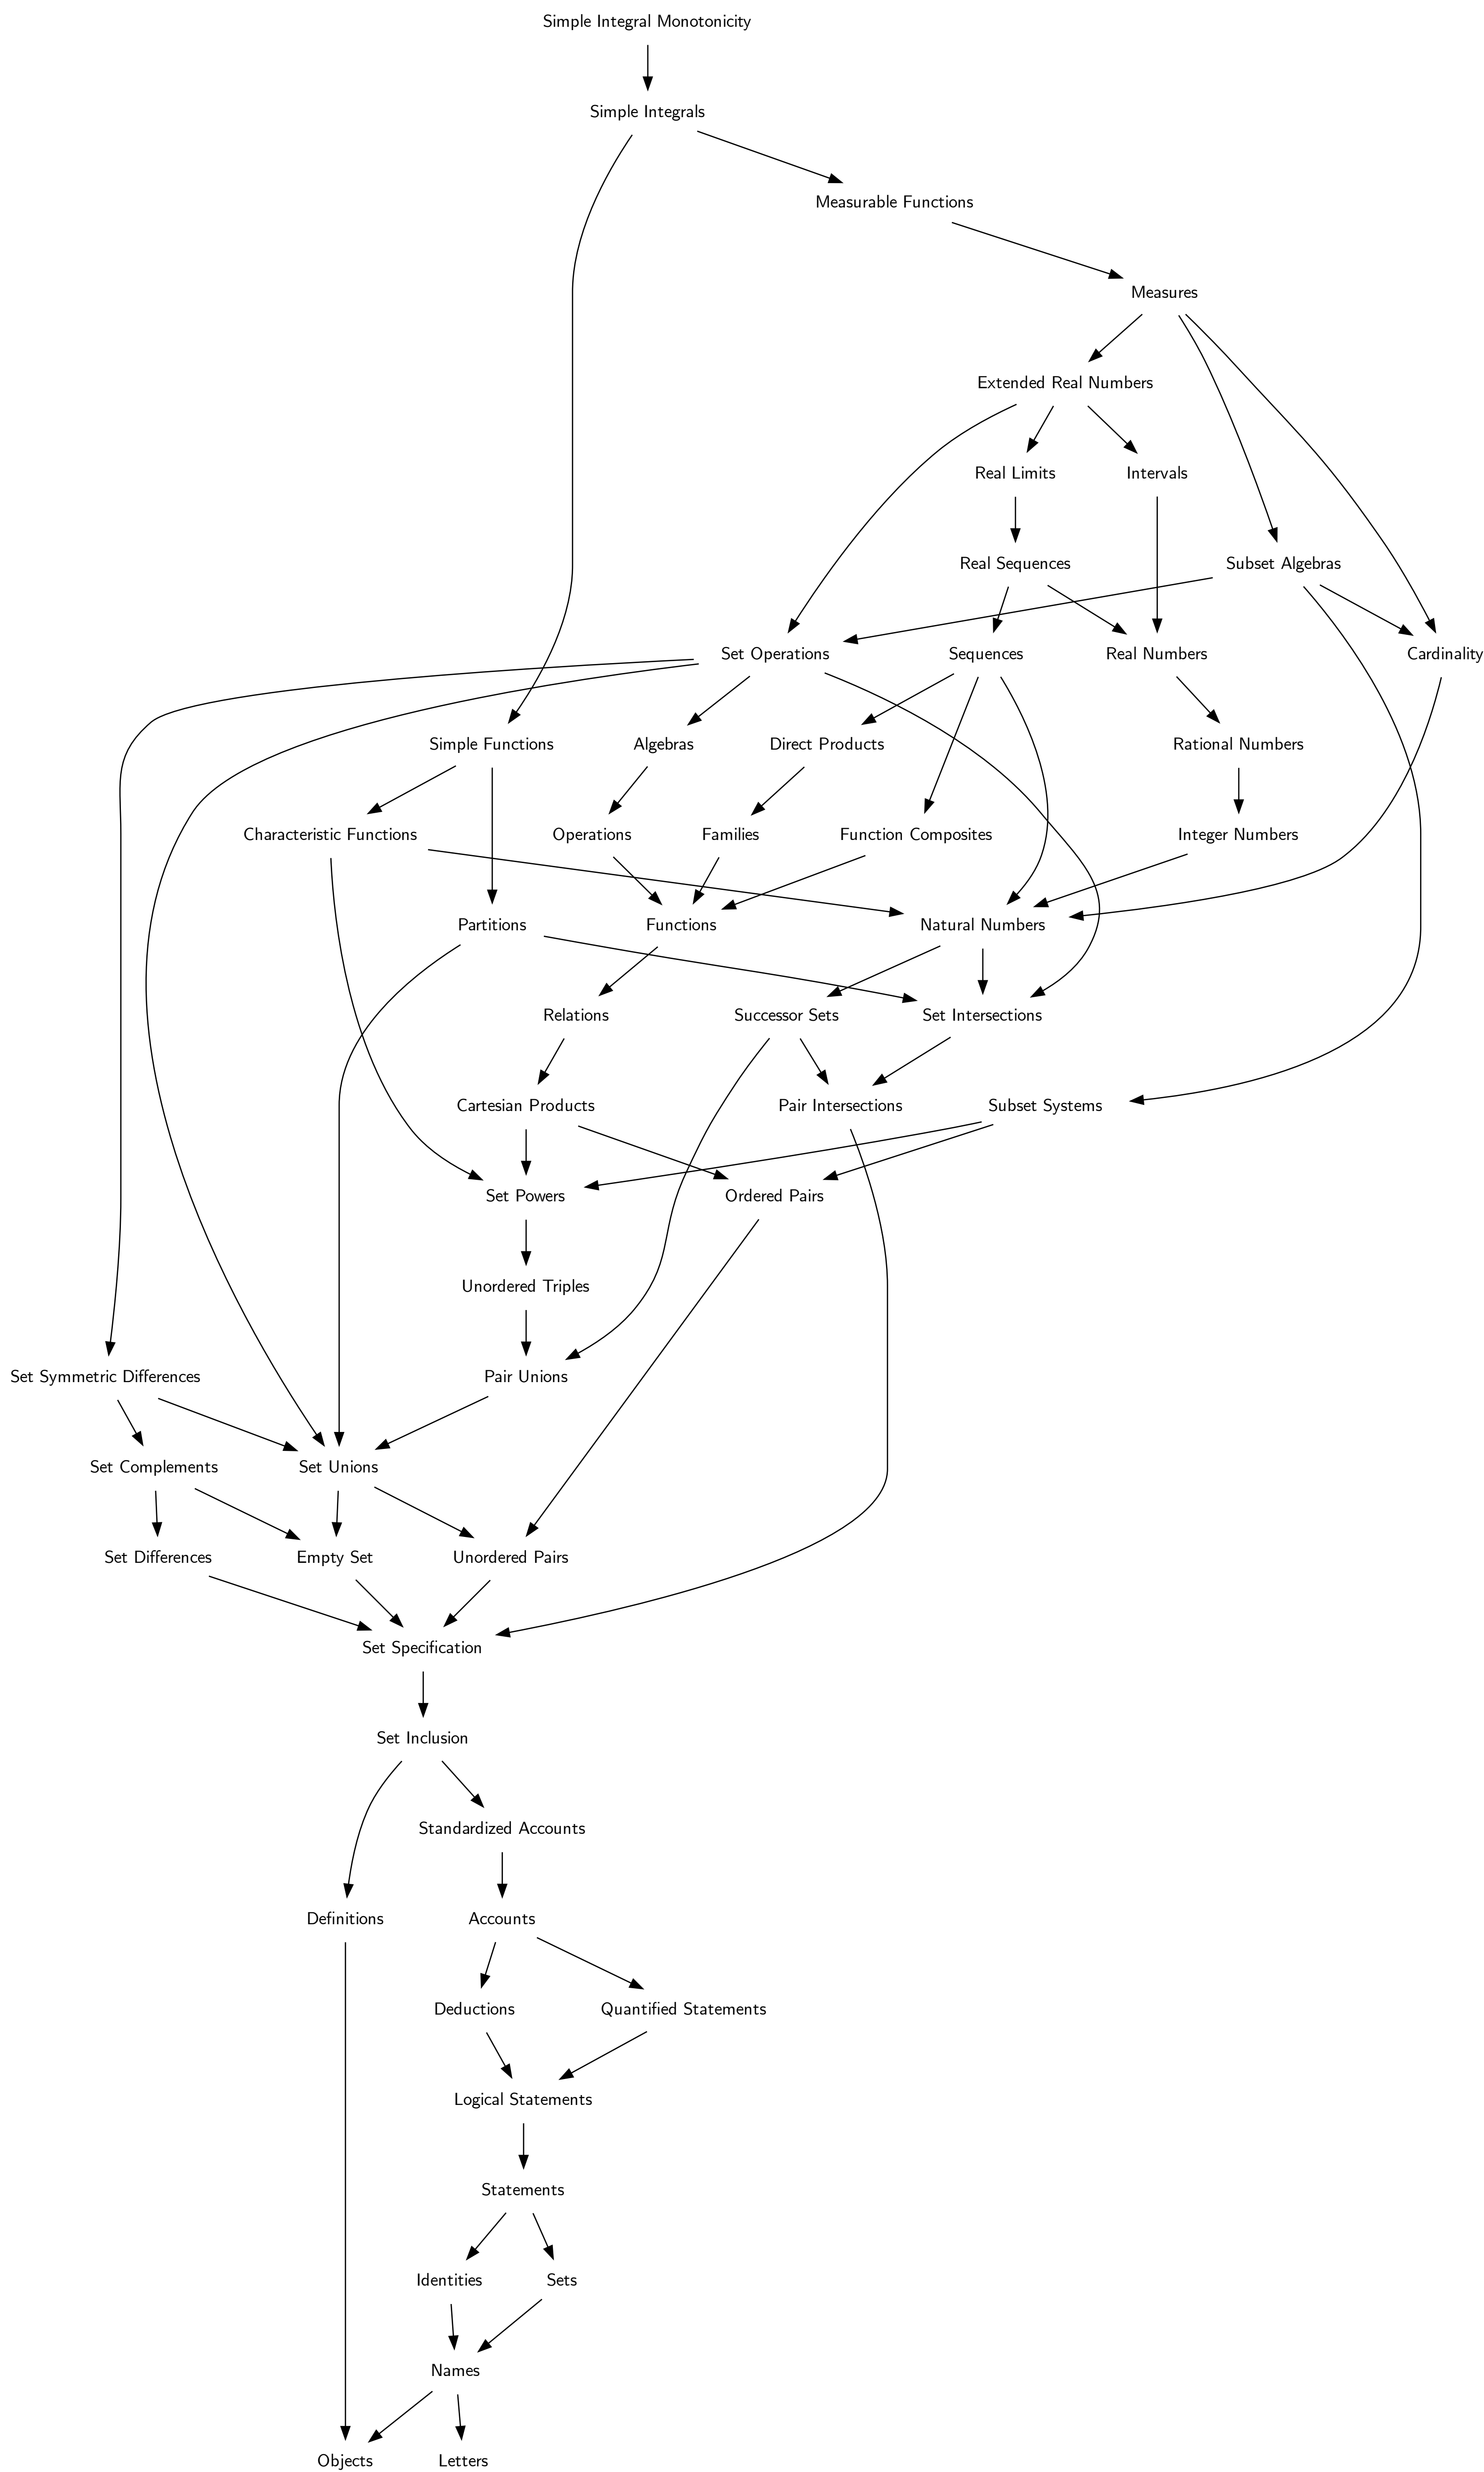 Simple Integral Monotonicity
Simple Integrals
Measurable Functions
Measures
Extended Real Numbers
Real Limits
Intervals
Real Sequences
Subset Algebras
Set Operations
Sequences
Real Numbers
Cardinality
Simple Functions
Algebras
Direct Products
Rational Numbers
Characteristic Functions
Operations
Families
Function Composites
Integer Numbers
Partitions
Functions
Natural Numbers
Relations
Successor Sets
Set Intersections
Cartesian Products
Pair Intersections
Subset Systems
Set Powers
Ordered Pairs
Unordered Triples
Set Symmetric Differences
Pair Unions
Set Complements
Set Unions
Set Differences
Empty Set
Unordered Pairs
Set Specification
Set Inclusion
Standardized Accounts
Definitions
Accounts
Deductions
Quantified Statements
Logical Statements
Statements
Identities
Sets
Names
Objects
Letters